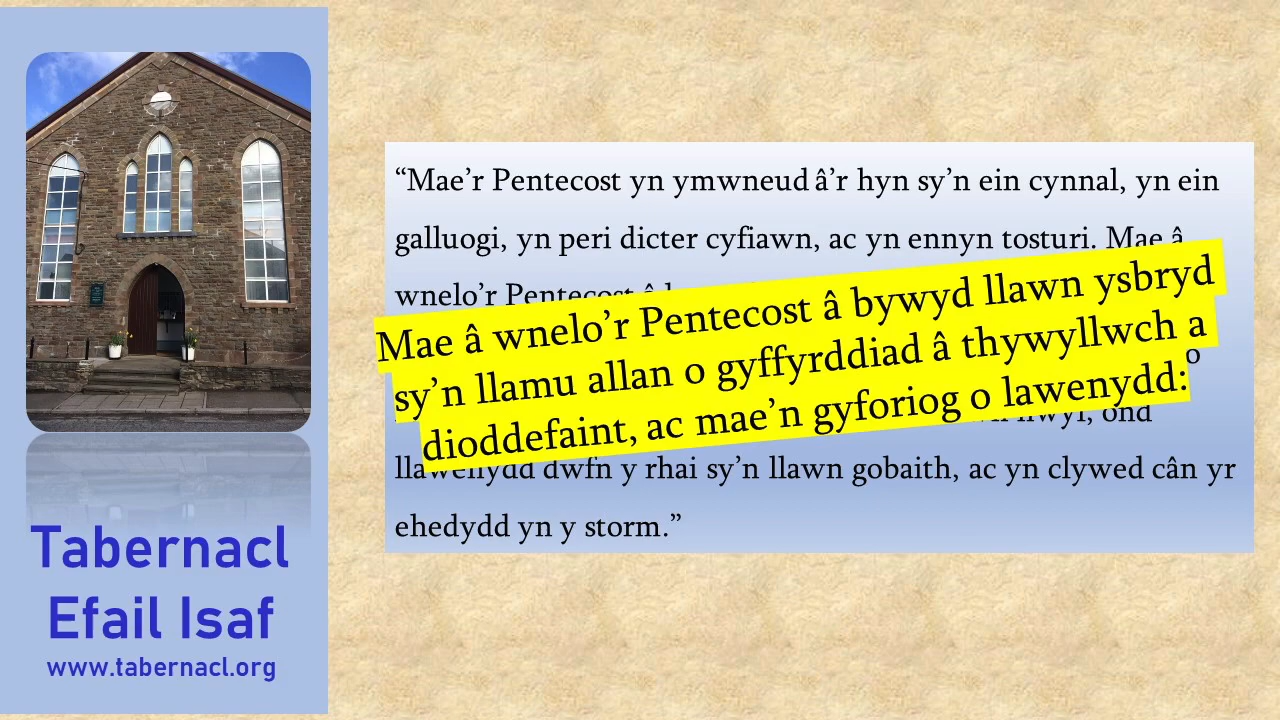 Tabernacl
Efail Isaf
www.tabernacl.org
“Mae’r Pentecost yn ymwneud â’r hyn sy’n ein cynnal, yn ein
galluogi, yn peri dicter cyfiawn, ac yn ennyn tosturi. Mae â
wnelo’r Pentecost â
Mae â wnelo’r Pentecost â bywyd llawn ysbryd
sy’n llamu allan o gyffyrddiad â thywyllwch a
dioddefaint, ac mae’n gyforiog o lawenydd:
o
hwyl, ond
llawenydd dwfn y rhai sy’n llawn gobaith, ac yn clywed cân yr
ehedydd yn y storm.”